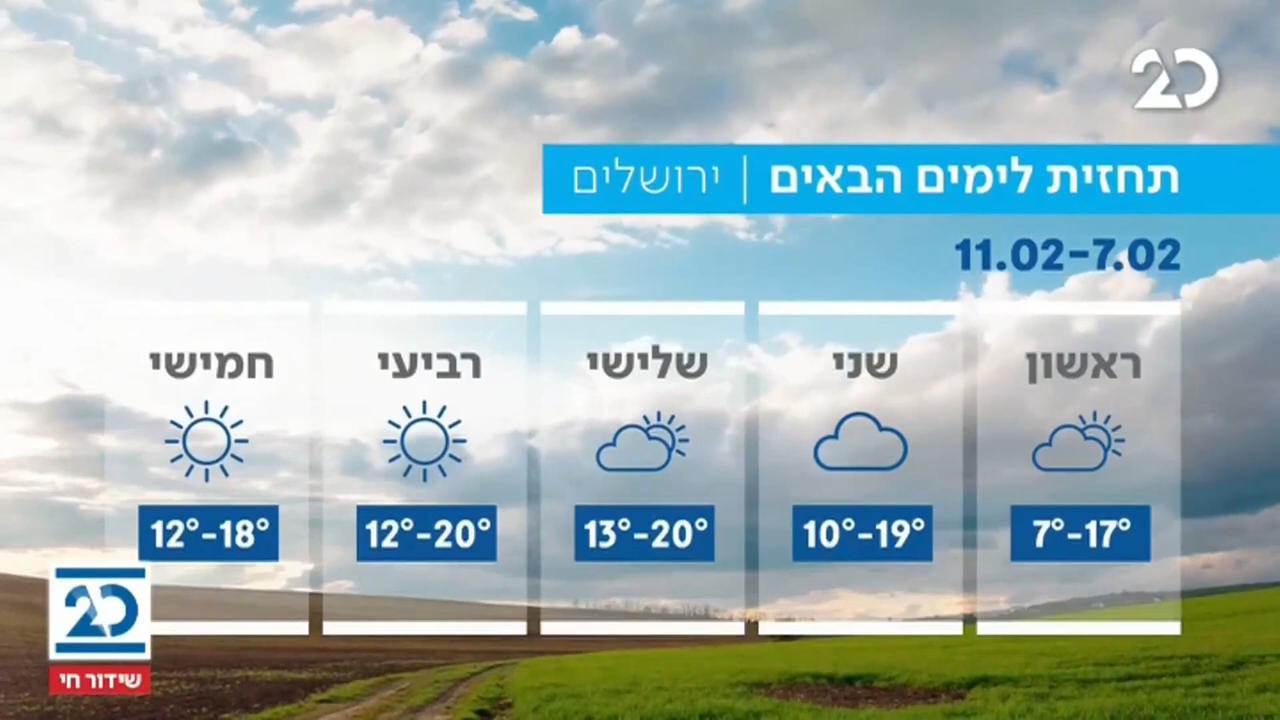 20
תחזית לימים הבאים | ירושלים
11.02-7.02
ראשון שני שלישי רביעי חמישי
7°-17° 10°-19° 13°-20° 12°-20° 12°-18°
20
שידור חי